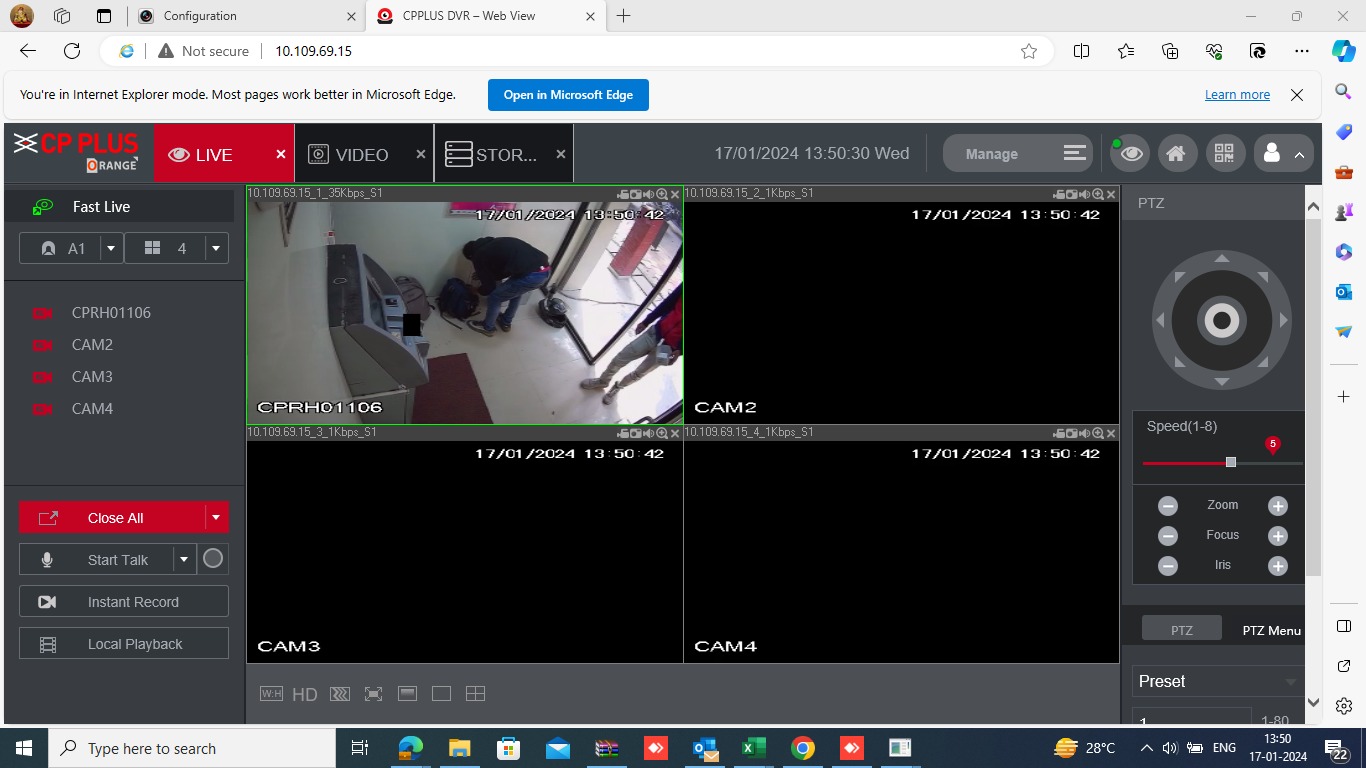 Configuration
CPPLUS DVR – Web View
Not secure
10.109.69.15
You're in Internet Explorer mode. Most pages work better in Microsoft Edge.
Open in Microsoft Edge
Learn more
CP PLUS
ORANGE
LIVE
VIDEO
STOR...
17/01/2024 13:50:30 Wed
Manage
Fast Live
A1
4
CPRH01106
CAM2
CAM3
CAM4
Close All
Start Talk
Instant Record
Local Playback
10.109.69.15_1_35Kbps_S1
17/01/2024 13:50:42
CPRH01106
10.109.69.15_2_1Kbps_S1
17/01/2024 13:50:42
CAM2
10.109.69.15_3_1Kbps_S1
17/01/2024 13:50:42
CAM3
10.109.69.15_4_1Kbps_S1
17/01/2024 13:50:42
CAM4
W:H
HD
PTZ
Speed(1-8)
5
Zoom
Focus
Iris
PTZ
PTZ Menu
Preset
1
1-80
Type here to search
28°C
ENG
13:50
17-01-2024
22